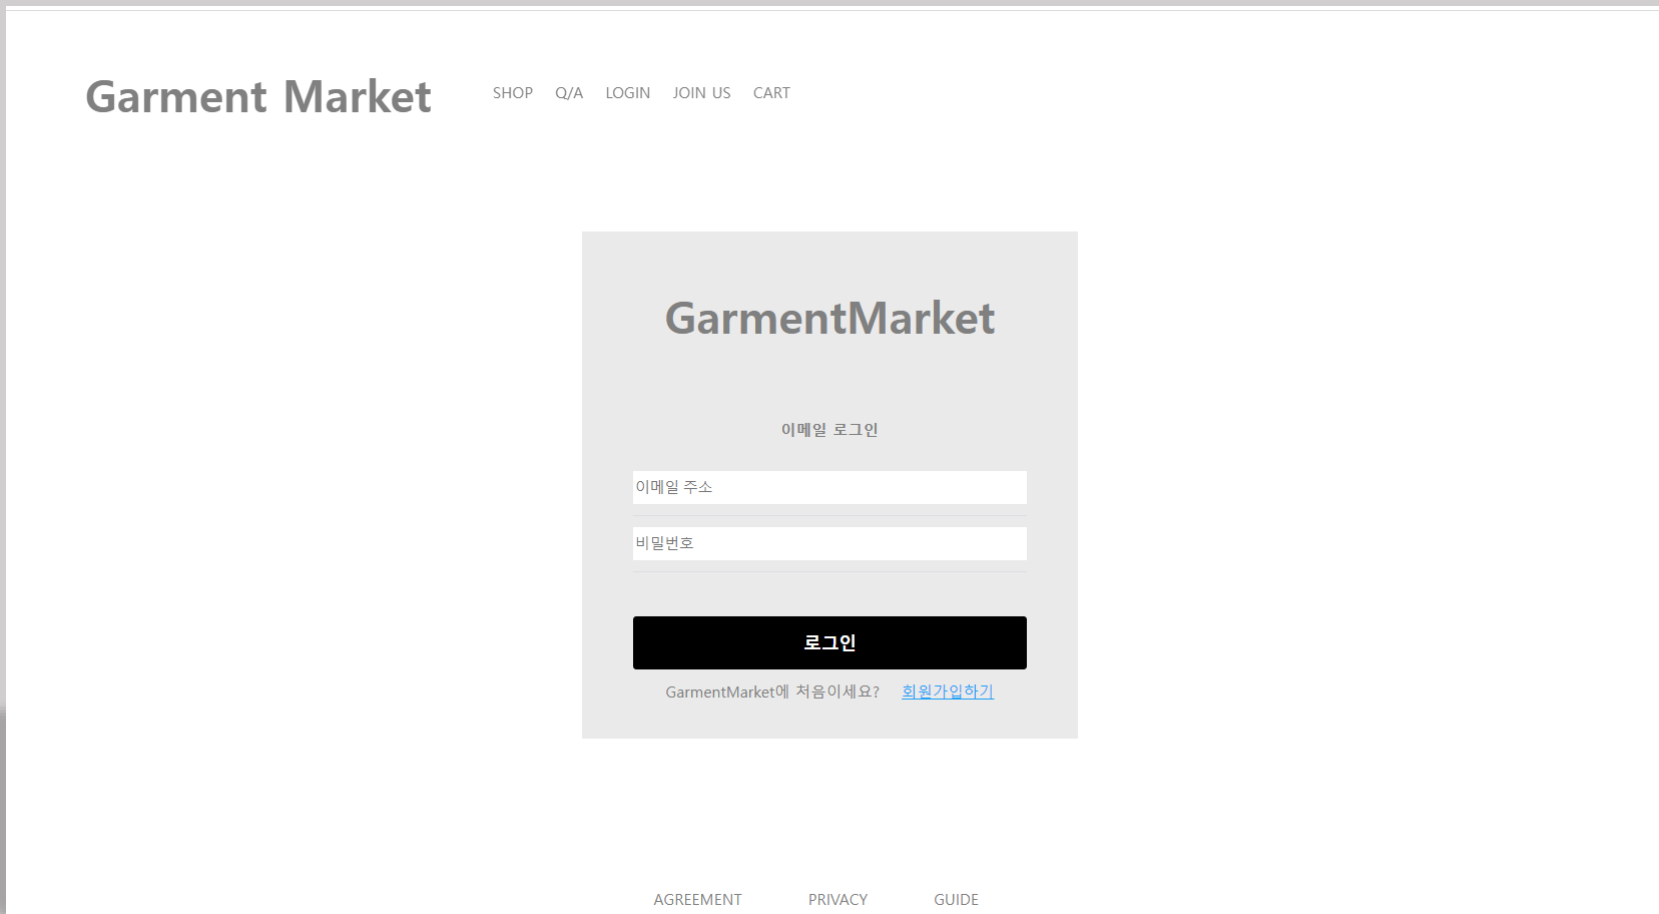 Garment Market
SHOP Q/A LOGIN JOIN US CART
GarmentMarket
이메일 로그인
이메일 주소
비밀번호
로그인
GarmentMarket에 처음이세요? 회원가입하기
AGREEMENT PRIVACY GUIDE